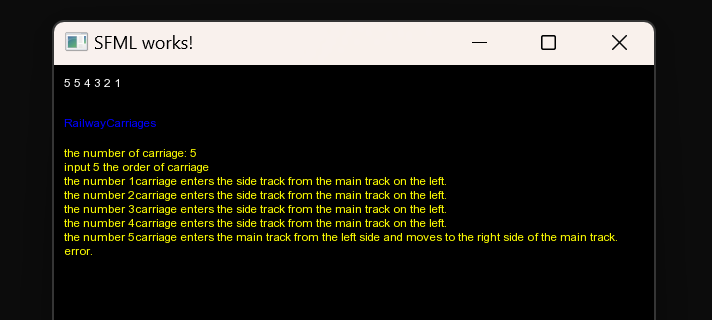 SFML works!
5 5 4 3 2 1
RailwayCarriages
the number of carriage: 5
input 5 the order of carriage
the number 1carriage enters the side track from the main track on the left.
the number 2carriage enters the side track from the main track on the left.
the number 3carriage enters the side track from the main track on the left.
the number 4carriage enters the side track from the main track on the left.
the number 5carriage enters the main track from the left side and moves to the right side of the main track.
error.